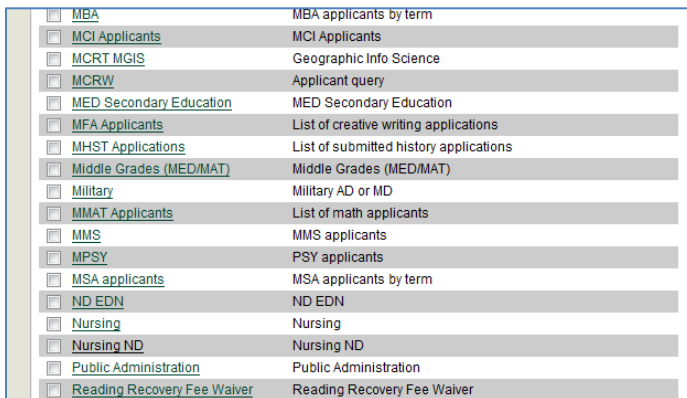 MBA MBA applicants by term
MCI Applicants MCI Applicants
MCRT MGIS Geographic Info Science
MCRW Applicant query
MED Secondary Education MED Secondary Education
MFA Applicants List of creative writing applications
MHST Applications List of submitted history applications
Middle Grades (MED/MAT) Middle Grades (MED/MAT)
Military Military AD or MD
MMAT Applicants List of math applicants
MMS MMS applicants
MPSY PSY applicants
MSA applicants MSA applicants by term
ND EDN ND EDN
Nursing Nursing
Nursing ND Nursing ND
Public Administration Public Administration
Reading Recovery Fee Waiver Reading Recovery Fee Waiver